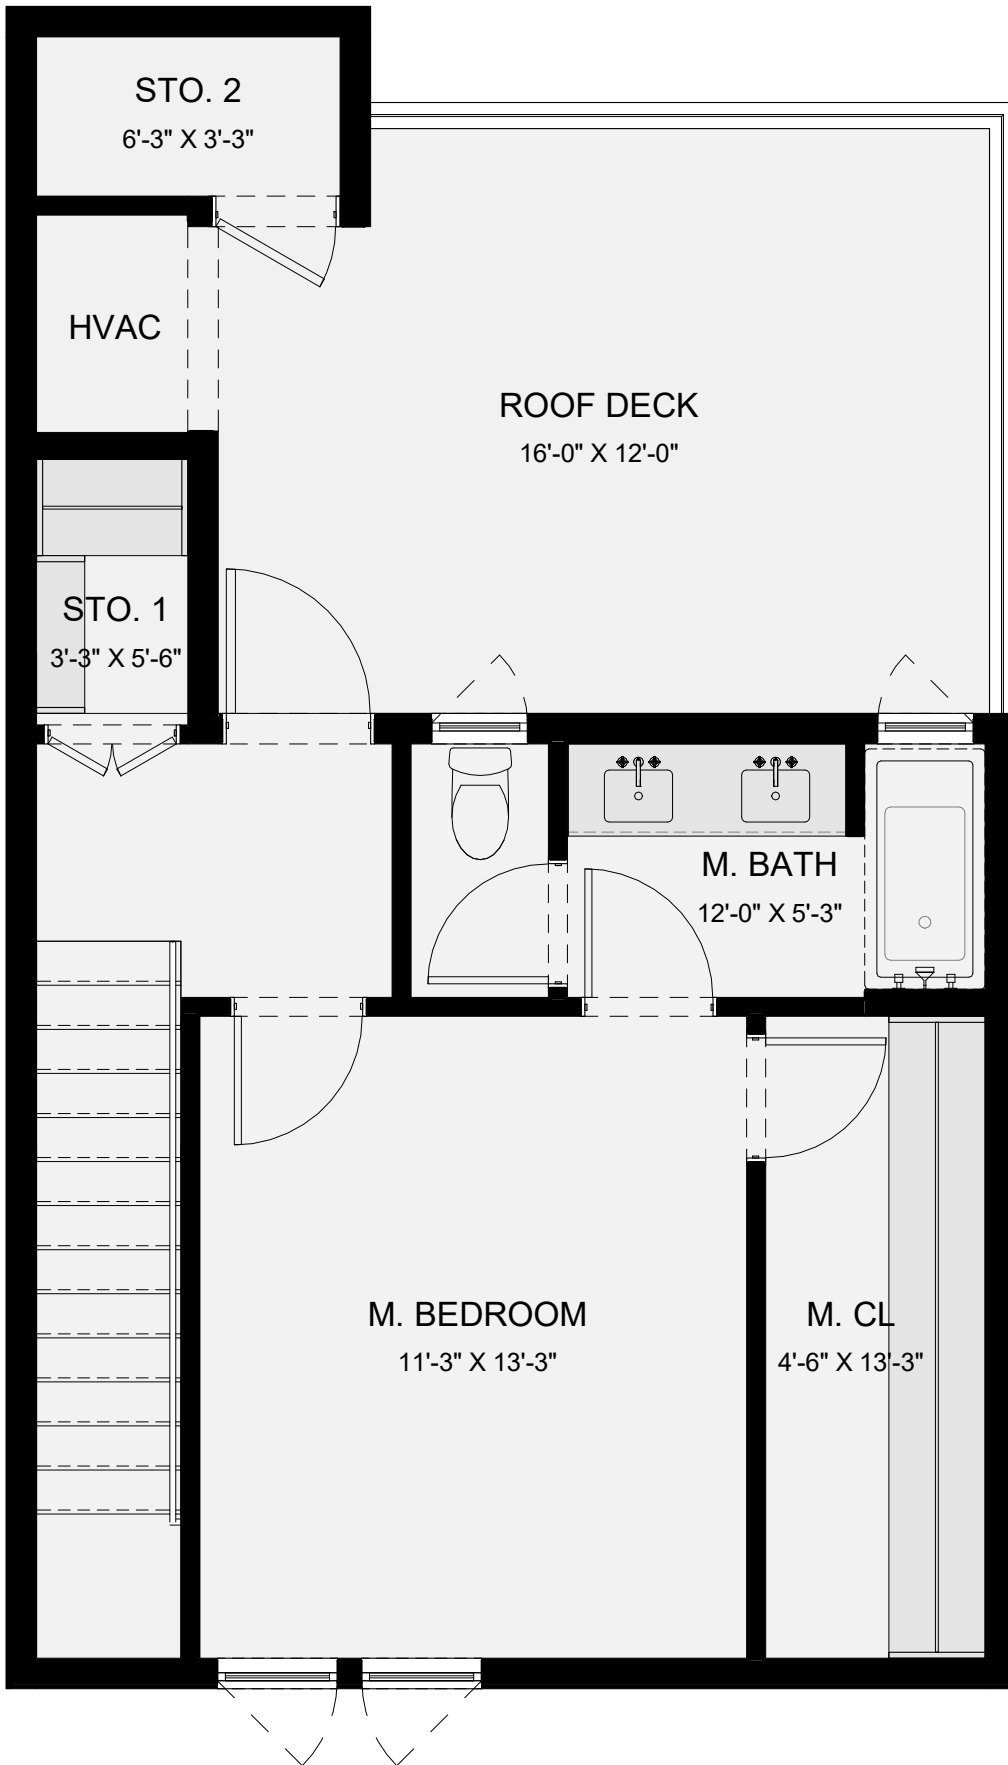 STO. 2
6'-3" X 3'-3"
HVAC
ROOF DECK
16'-0" X 12'-0"
STO. 1
3'-3" X 5'-6"
M. BATH
12'-0" X 5'-3"
M. BEDROOM
11'-3" X 13'-3"
M. CL
4'-6" X 13'-3"